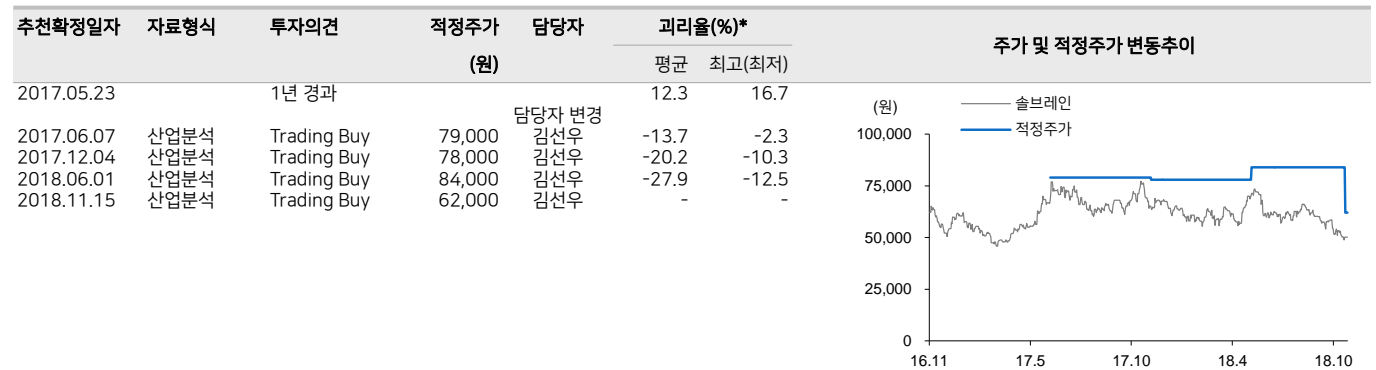 추천확정일자 자료형식 투자의견 적정주가 담당자 괴리율(%)* 주가 및 적정주가 변동추이
(원) 평균 최고(최저)
2017.05.23 1년 경과 12.3 16.7
담당자 변경
2017.06.07 산업분석 Trading Buy 79,000 김선우 -13.7 -2.3
2017.12.04 산업분석 Trading Buy 78,000 김선우 -20.2 -10.3
2018.06.01 산업분석 Trading Buy 84,000 김선우 -27.9 -12.5
2018.11.15 산업분석 Trading Buy 62,000 김선우 - -
(원)
솔브레인
적정주가
100,000
75,000
50,000
25,000
0
16.11 17.5 17.10 18.4 18.10